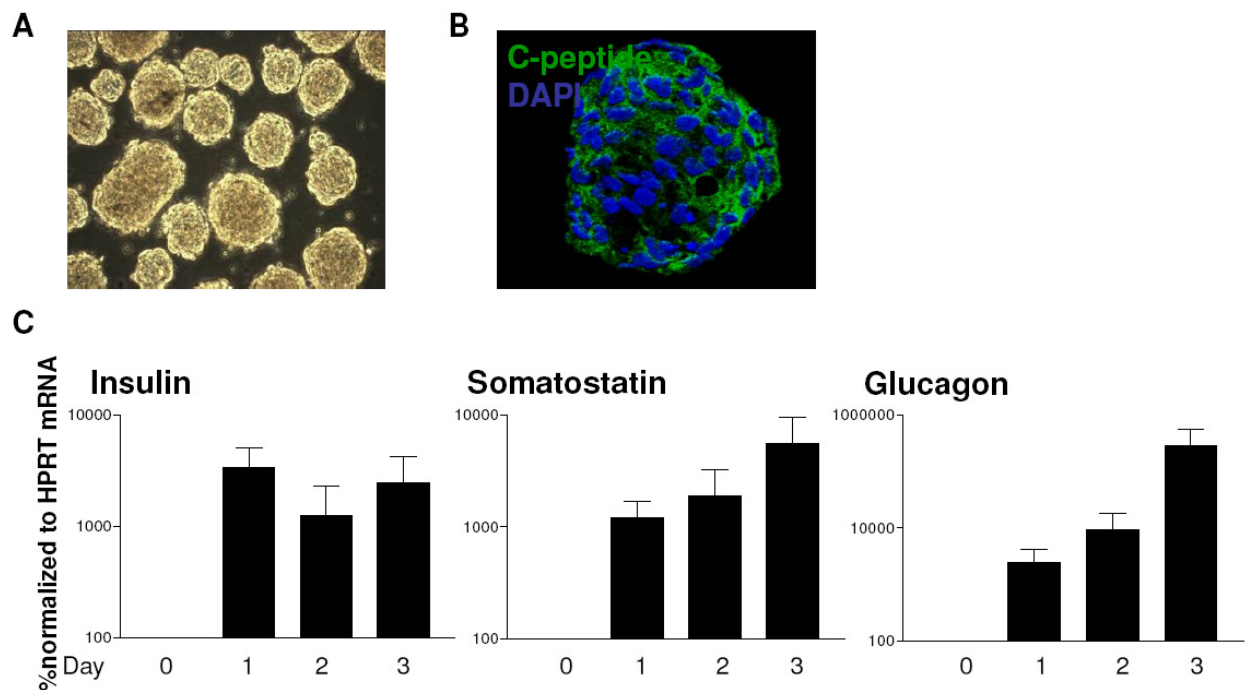 A
B
C-peptide
DAPI
C
%normalized to HPRT mRNA
Insulin
10000
1000
100
Day 0 1 2 3
Somatostatin
10000
1000
100
0 1 2 3
Glucagon
1000000
10000
100
0 1 2 3